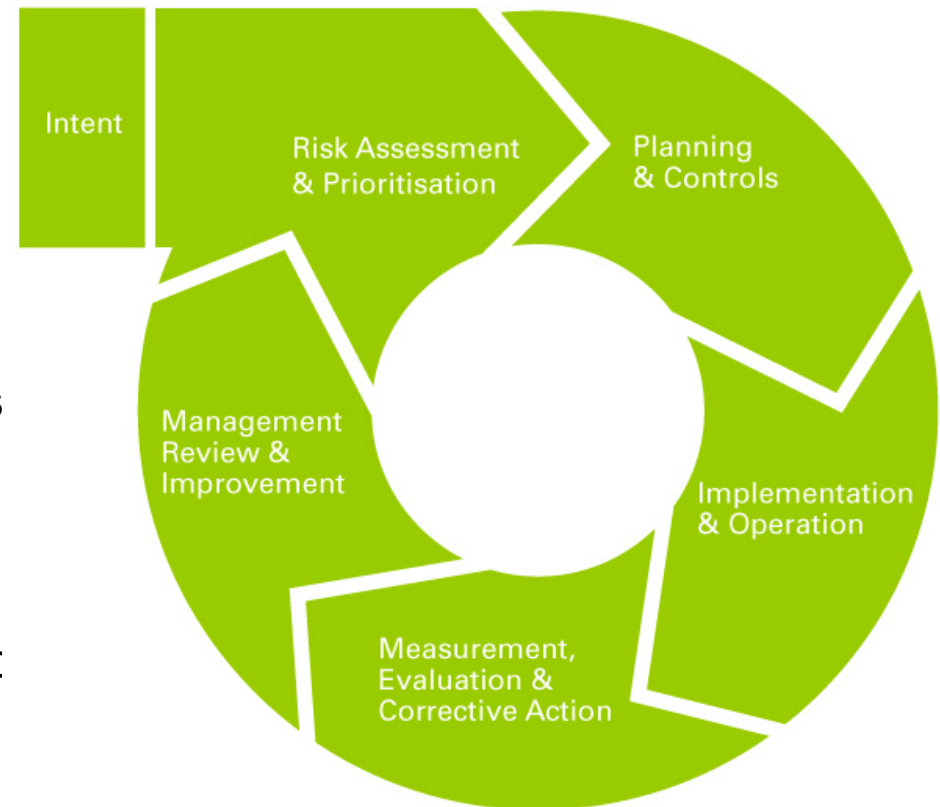 Intent
Risk Assessment
& Prioritisation
Planning
& Controls
Implementation
& Operation
Measurement,
Evaluation &
Corrective Action
Management
Review &
Improvement